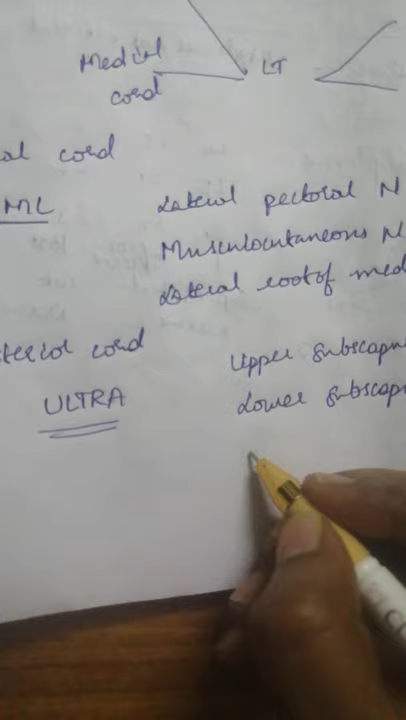 Medial LT
cord
al cord
ML Lateral pectoral N
Musculocutaneous N
Lateral root of med
sterior cord Upper subscapu
ULTRA Lower subscap